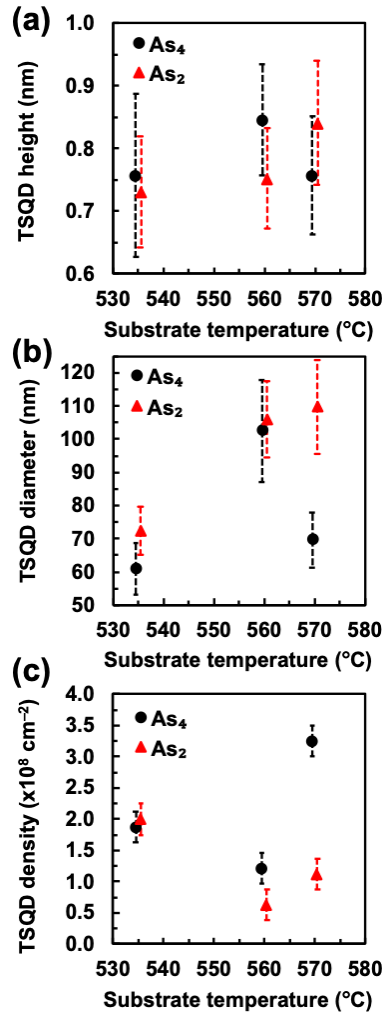 (a)
1.0
0.9
0.8
0.7
0.6
TSQD height (nm)
As₄
As₂
530 540 550 560 570 580
Substrate temperature (°C)
(b)
120
110
100
90
80
70
60
50
TSQD diameter (nm)
As₄
As₂
530 540 550 560 570 580
Substrate temperature (°C)
(c)
4.0
3.5
3.0
2.5
2.0
1.5
1.0
0.5
0.0
TSQD density (x10⁸ cm⁻²)
As₄
As₂
530 540 550 560 570 580
Substrate temperature (°C)